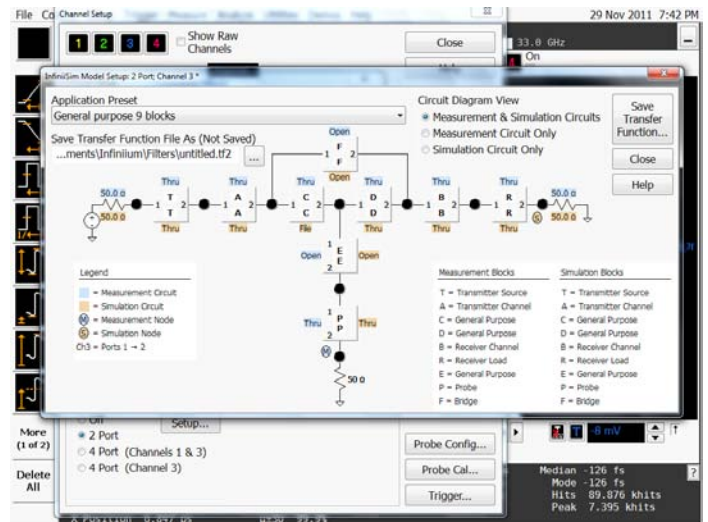 File
Channel Setup
29 Nov 2011 7:42 PM
1 2 3 4
Show Raw
Channels
Close
33.0 GHz
On
InfiniiSim Model Setup: 2 Port; Channel 3 *
Application Preset
General purpose 9 blocks
Save Transfer Function File As (Not Saved)
...ments\Infiniium\Filters\untitled.tf2
...
Circuit Diagram View
Measurement & Simulation Circuits
Measurement Circuit Only
Simulation Circuit Only
Save
Transfer
Function...
Close
Help
Open
1 F 2
F
Open
Thru Thru Thru Thru Thru Thru
50.0 Ω 50.0 Ω
1 T 2 1 A 2 1 C 2 1 D 2 1 B 2 1 R 2
T A C D B R
50.0 Ω S 50.0 Ω
Thru Thru File Thru Thru Thru
Open 1 E Open
E
2
Thru 1 P Thru
P
2
M
50 Ω
Legend
= Measurement Circuit
= Simulation Circuit
M = Measurement Node
S = Simulation Node
Ch3 = Ports 1 → 2
Measurement Blocks
T = Transmitter Source
A = Transmitter Channel
C = General Purpose
D = General Purpose
B = Receiver Channel
R = Receiver Load
E = General Purpose
P = Probe
F = Bridge
Simulation Blocks
T = Transmitter Source
A = Transmitter Channel
C = General Purpose
D = General Purpose
B = Receiver Channel
R = Receiver Load
E = General Purpose
P = Probe
F = Bridge
Off
Setup...
2 Port
4 Port (Channels 1 & 3)
4 Port (Channel 3)
Probe Config...
Probe Cal...
Trigger...
More
(1 of 2)
Delete
All
T -8 mV
Median -126 fs
Mode -126 fs
Hits 89.876 khits
Peak 7.395 khits
?